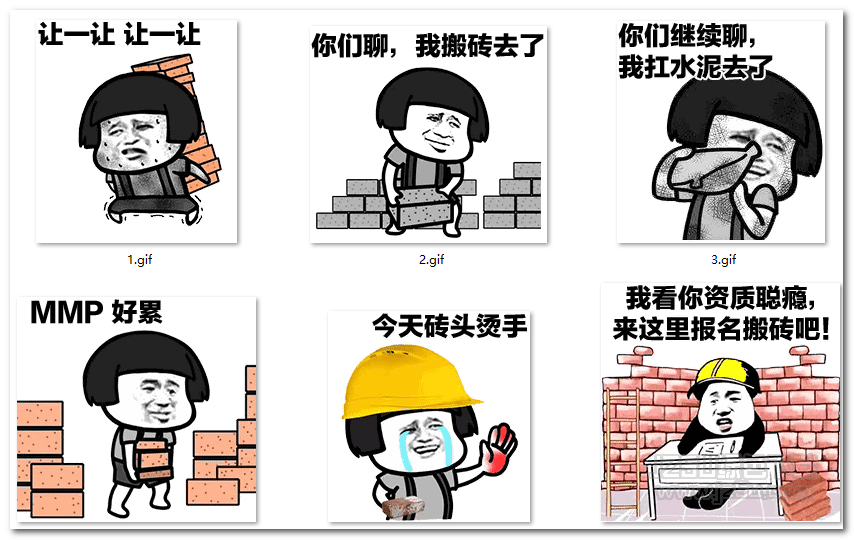 让一让 让一让
你们聊，我搬砖去了
你们继续聊，
我扛水泥去了
1.gif
2.gif
3.gif
MMP 好累
今天砖头烫手
我看你资质聪瘾，
来这里报名搬砖吧！